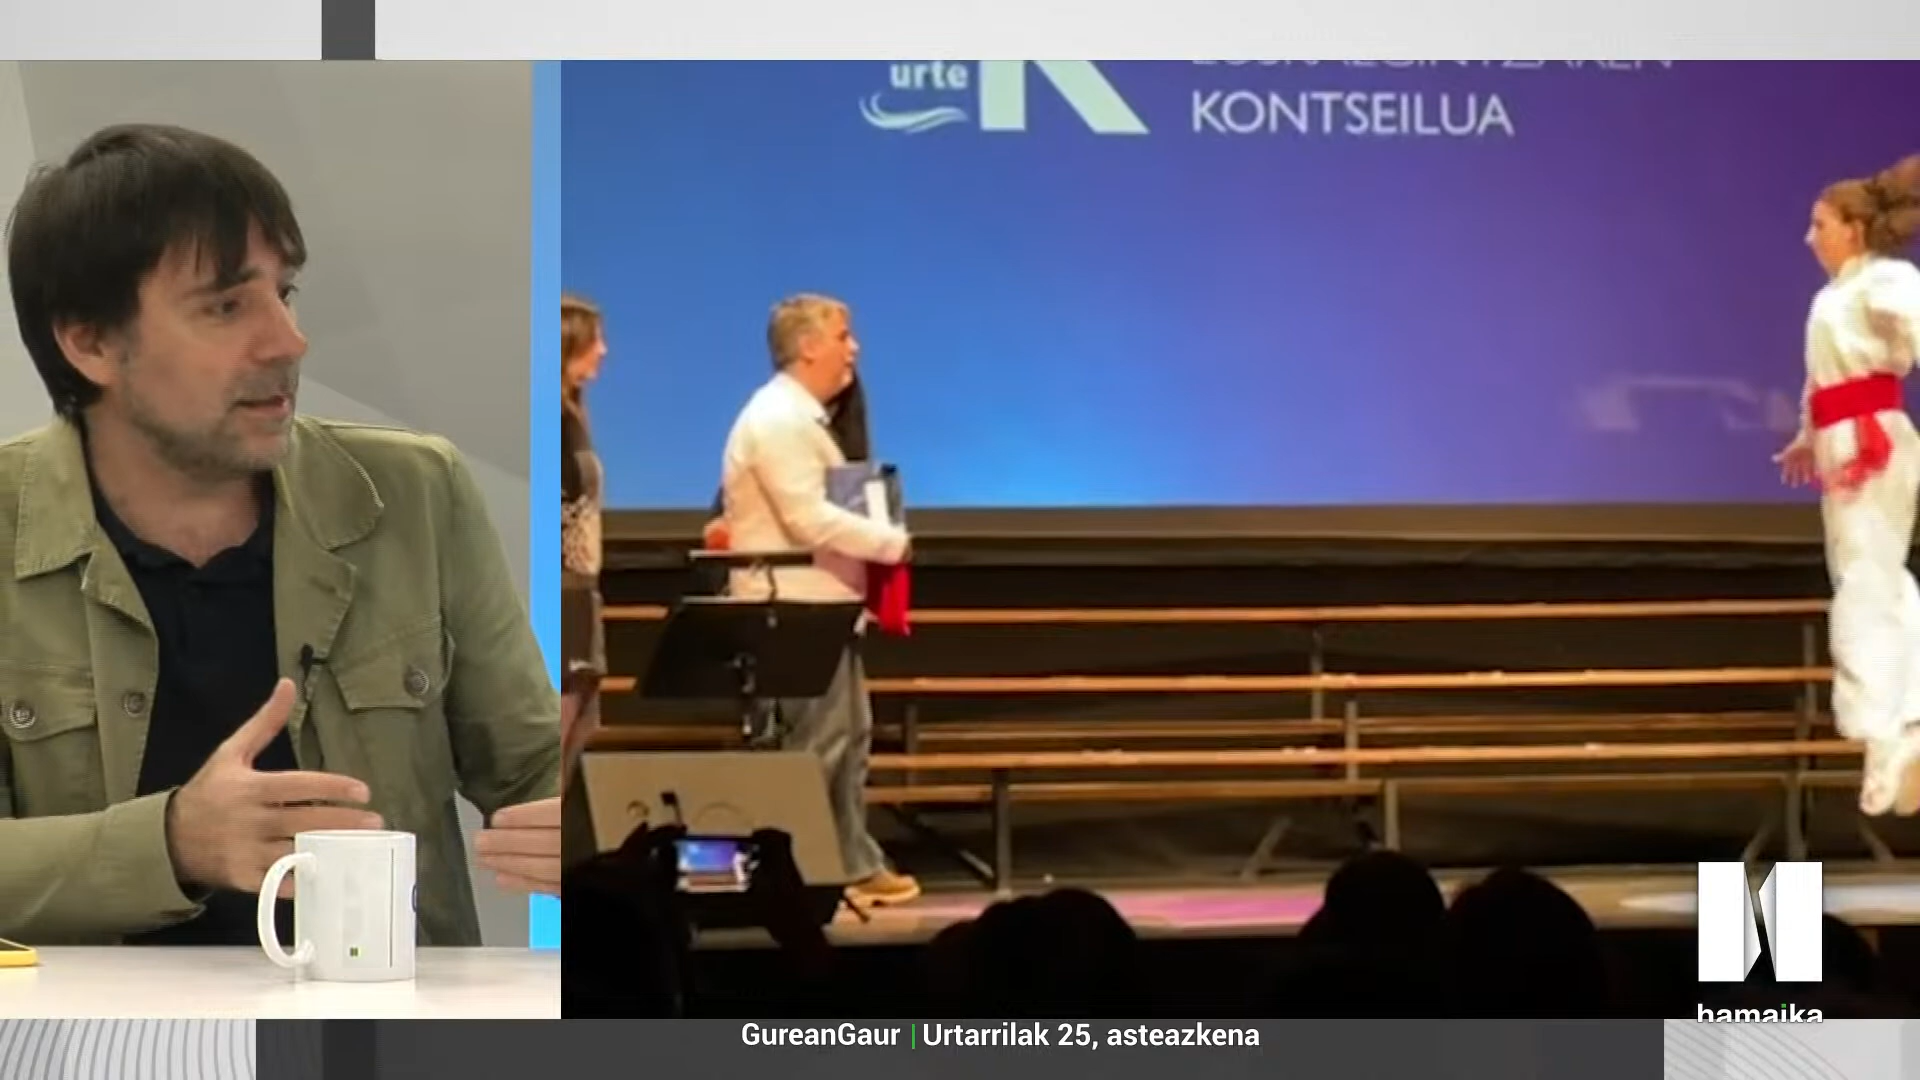 urte
K
KONTSEILUA
hamaika
GureanGaur | Urtarrilak 25, asteazkena